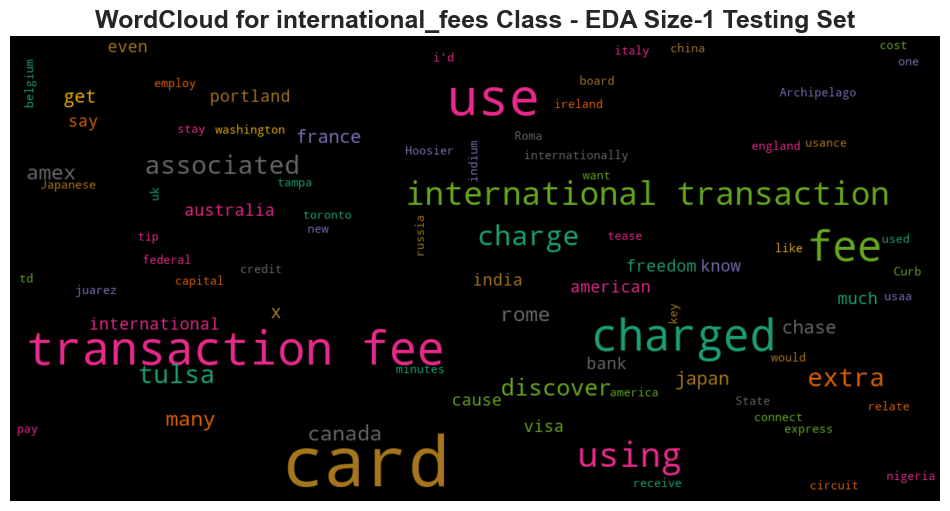 WordCloud for international_fees Class - EDA Size-1 Testing Set
even
i'd
italy
china
cost
one
belgium
get
employ
portland
use
board
ireland
Archipelago
say
stay
washington
france
Roma
england
usance
Hoosier
indium
internationally
amex
associated
want
Japanese
uk
tampa
international transaction
australia
toronto
new
russia
charge
tease
like
fee
used
tip
federal
credit
freedom
know
Curb
td
capital
india
american
juarez
much
usaa
x
rome
key
international
charged
chase
transaction fee
would
tulsa
minutes
bank
japan
extra
discover
america
cause
State
relate
many
connect
pay
canada
visa
express
card
using
receive
circuit
nigeria